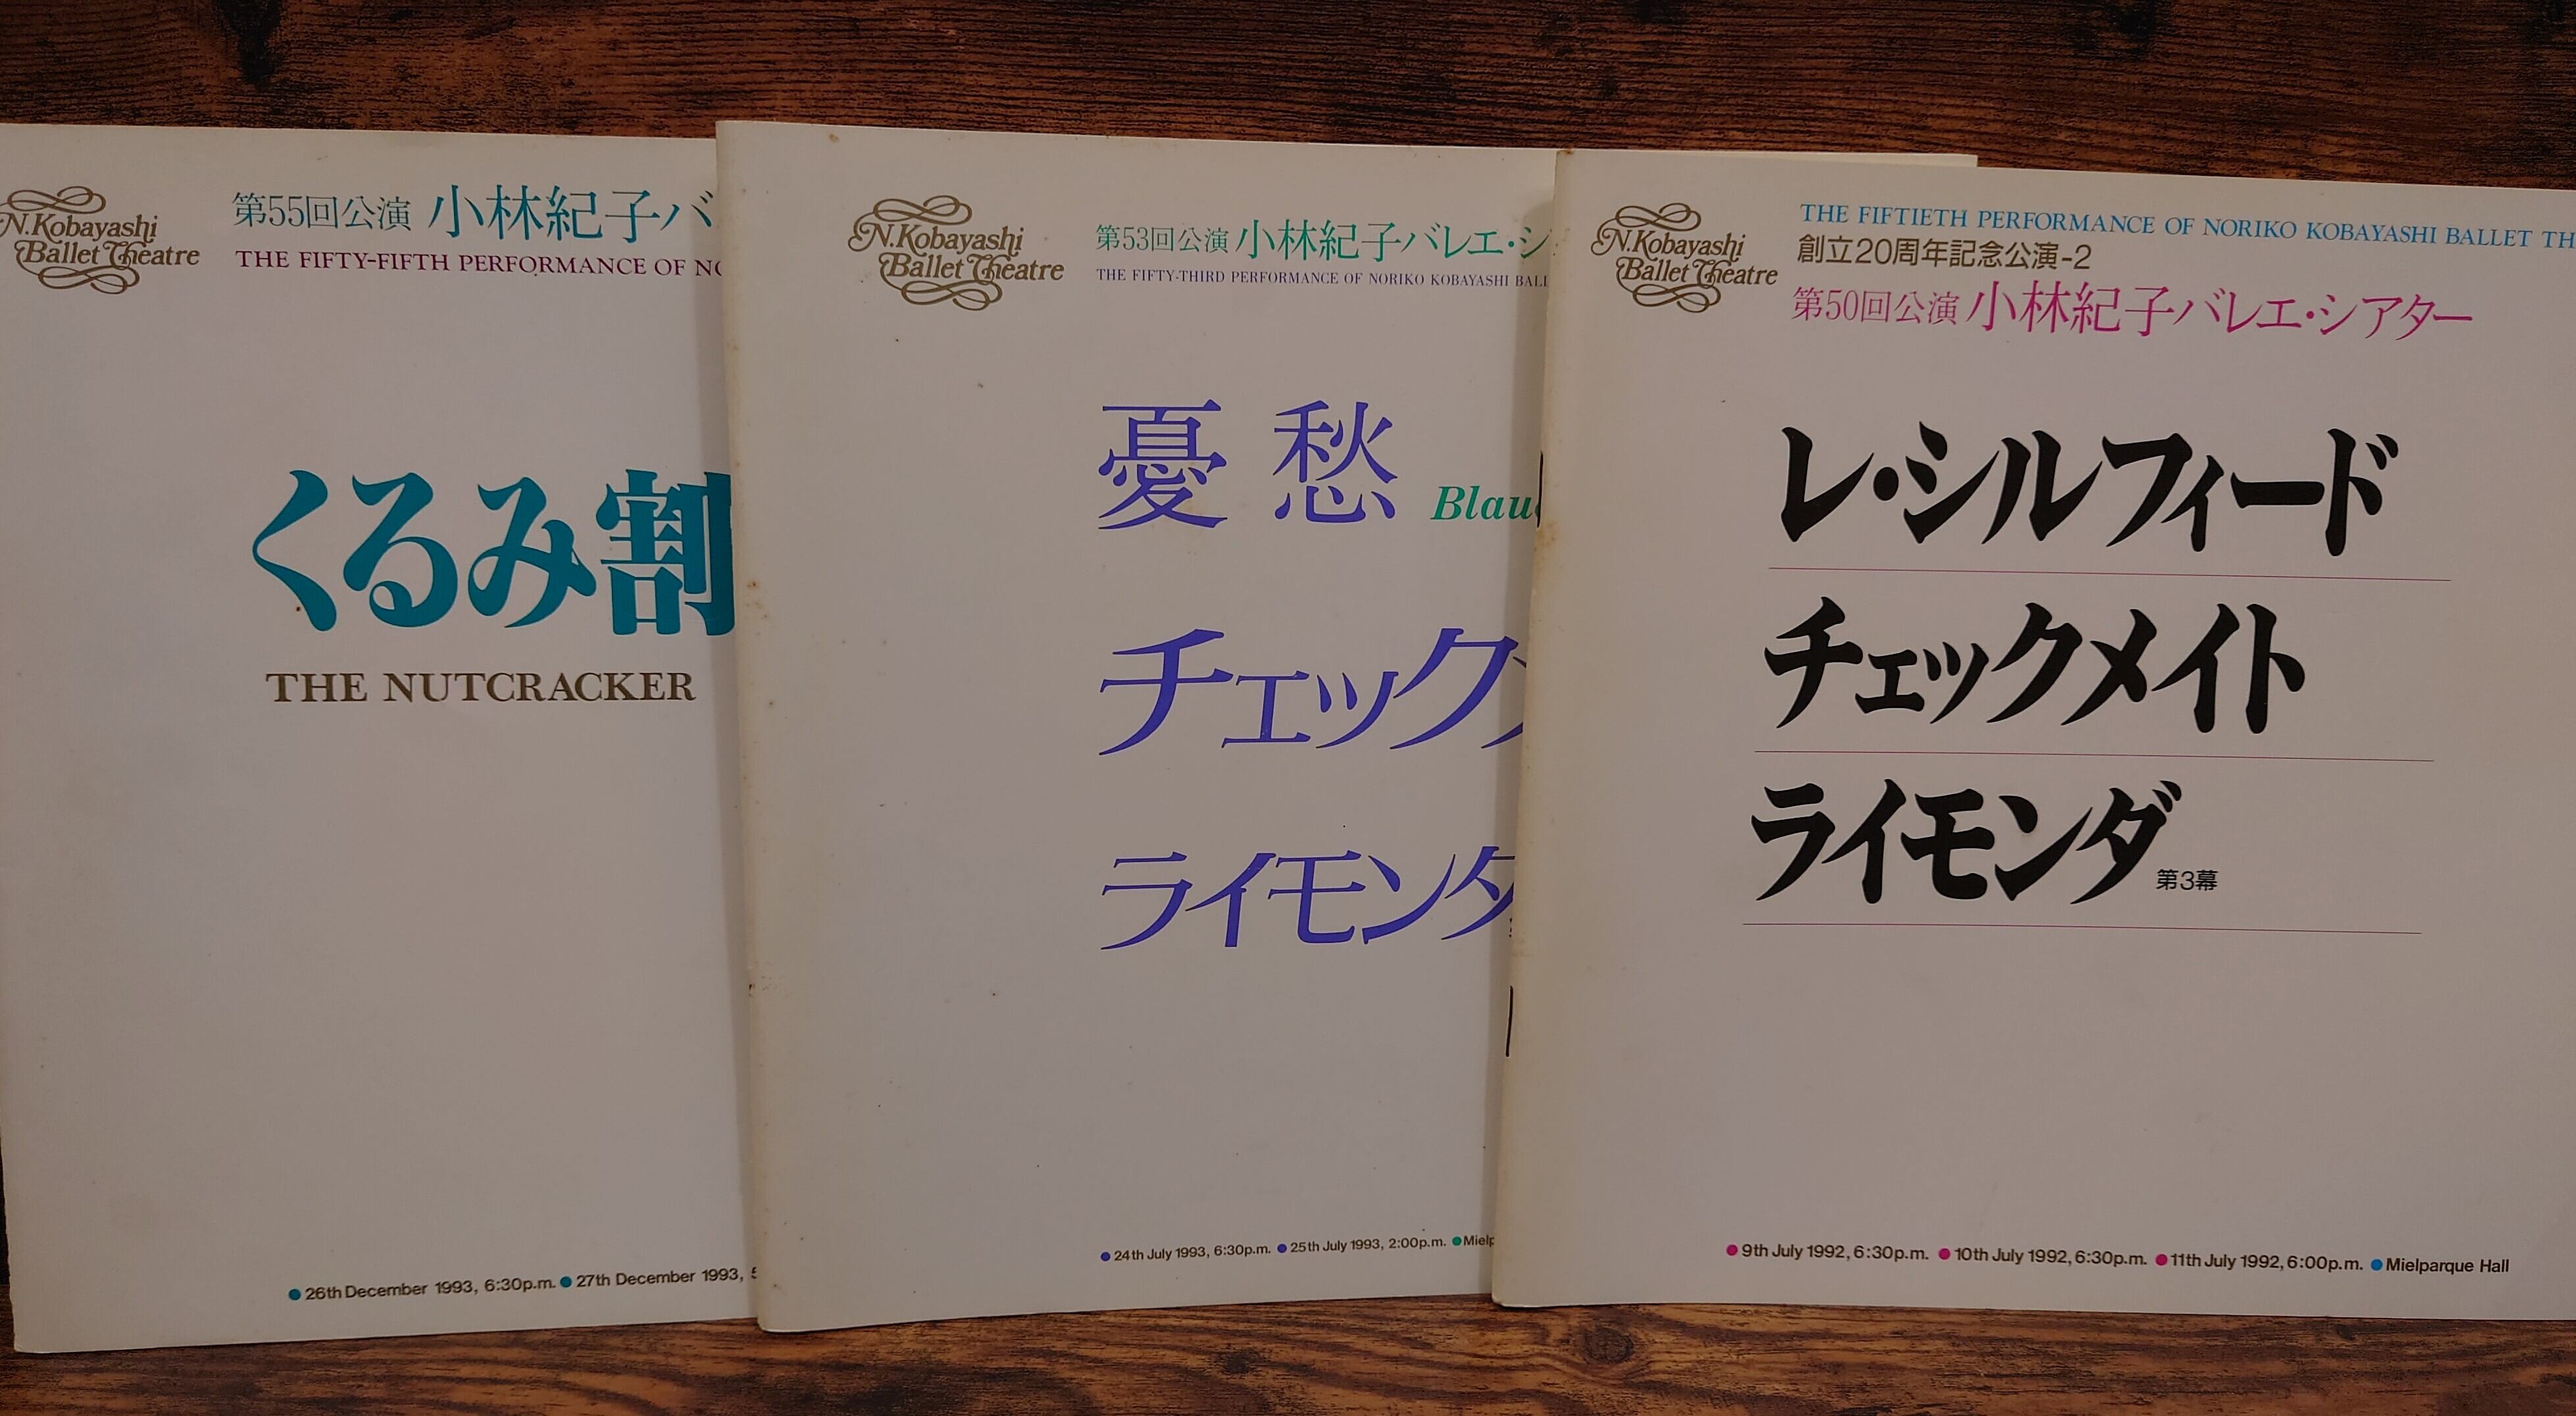 N.Kobayashi
Ballet Theatre
第55回公演 小林紀子バ
THE FIFTY-FIFTH PERFORMANCE OF
くるみ割
THE NUTCRACKER
●26th December 1993, 6:30p.m. ●27th December 1993,
N.Kobayashi
Ballet Theatre
第53回公演 小林紀子バレエ・シ
THE FIFTY-THIRD PERFORMANCE OF NORIKO KOBAYASHI
憂愁 Blau
チェック
ライモンダ
●24th July 1993, 6:30p.m. ●25th July 1993, 2:00p.m. ●Mielp
N.Kobayashi
Ballet Theatre
THE FIFTIETH PERFORMANCE OF NORIKO KOBAYASHI BALLET TH
創立20周年記念公演-2
第50回公演 小林紀子バレエ・シアター
レ・シルフィード
チェックメイト
ライモンダ 第3幕
●9th July 1992, 6:30p.m. ●10th July 1992, 6:30p.m. ●11th July 1992, 6:00p.m. ●Mielparque Hall